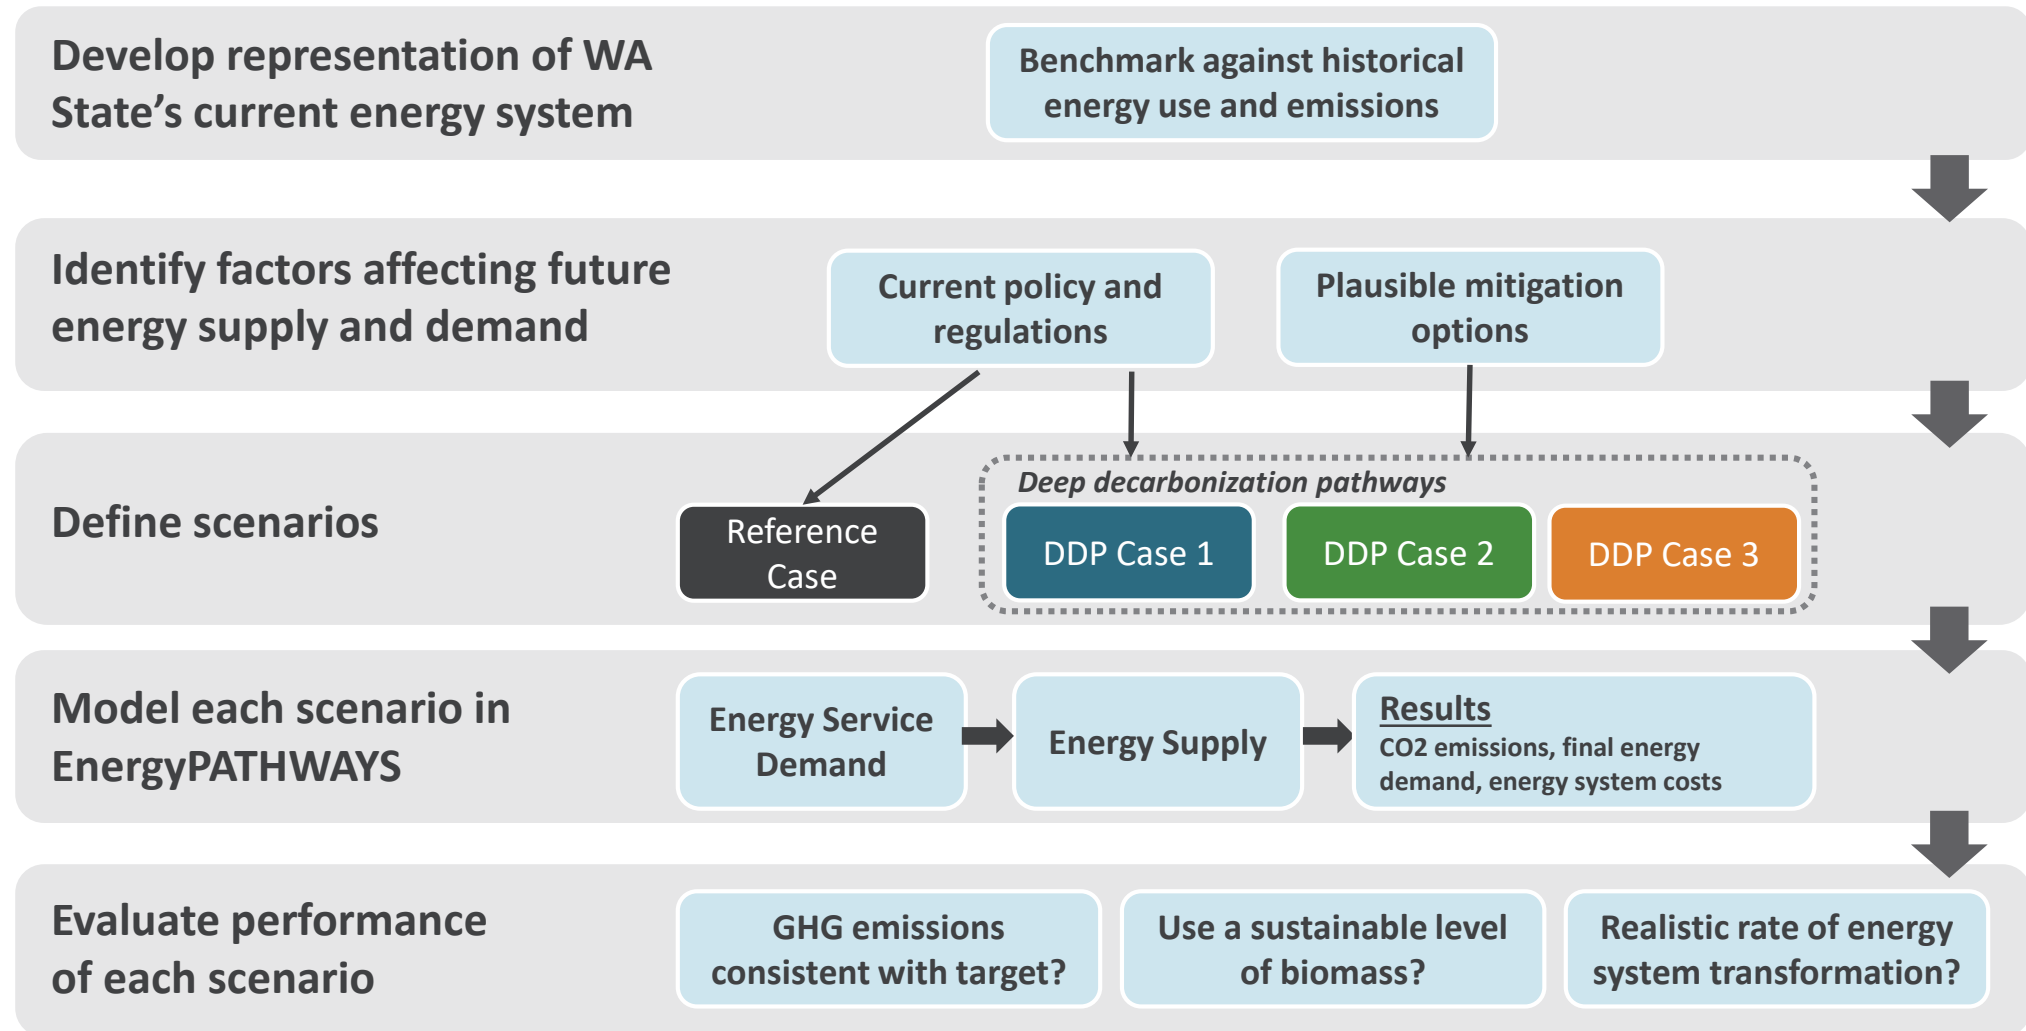 Develop representation of WA
State’s current energy system
Benchmark against historical
energy use and emissions
Identify factors affecting future
energy supply and demand
Current policy and
regulations
Plausible mitigation
options
Define scenarios
Reference
Case
Deep decarbonization pathways
DDP Case 1
DDP Case 2
DDP Case 3
Model each scenario in
EnergyPATHWAYS
Energy Service
Demand
Energy Supply
Results
CO2 emissions, final energy
demand, energy system costs
Evaluate performance
of each scenario
GHG emissions
consistent with target?
Use a sustainable level
of biomass?
Realistic rate of energy
system transformation?